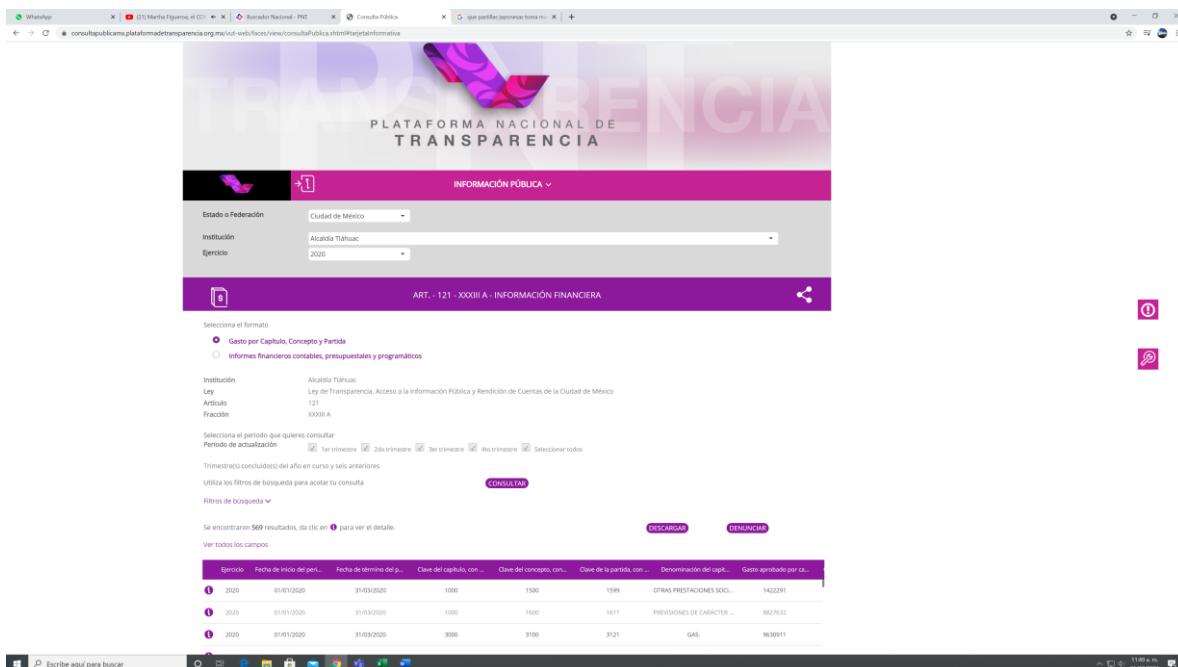 WhatsApp
(21) Martha Figueroa, el CO
Buscador Nacional - PNT
Consulta Pública
que pastillas japonesas toma m
consultapublicamx.plataformadetransparencia.org.mx/vut-web/faces/view/consultaPublica.xhtml#tarjetaInformativa
TRANSPARENCIA
PLATAFORMA NACIONAL DE
TRANSPARENCIA
INFORMACIÓN PÚBLICA
Estado o Federación Ciudad de México
Institución Alcaldía Tláhuac
Ejercicio 2020
ART. - 121 - XXXIII A - INFORMACIÓN FINANCIERA
Selecciona el formato
Gasto por Capítulo, Concepto y Partida
Informes financieros contables, presupuestales y programáticos
Institución Alcaldía Tláhuac
Ley Ley de Transparencia, Acceso a la Información Pública y Rendición de Cuentas de la Ciudad de México
Artículo 121
Fracción XXXIII A
Selecciona el periodo que quieres consultar
Periodo de actualización 1er trimestre 2do trimestre 3er trimestre 4to trimestre Seleccionar todos
Trimestre(s) concluido(s) del año en curso y seis anteriores
Utiliza los filtros de búsqueda para acotar tu consulta CONSULTAR
Filtros de búsqueda
Se encontraron 569 resultados, da clic en para ver el detalle. DESCARGAR DENUNCIAR
Ver todos los campos
Ejercicio Fecha de inicio del peri... Fecha de término del p... Clave del capítulo, con ... Clave del concepto, con... Clave de la partida, con ... Denominación del capít... Gasto aprobado por ca...
2020 01/01/2020 31/03/2020 1000 1500 1599 OTRAS PRESTACIONES SOCI... 1422291
2020 01/01/2020 31/03/2020 1000 1600 1611 PREVISIONES DE CARÁCTER ... 8827632
2020 01/01/2020 31/03/2020 3000 3100 3121 GAS. 9630911
Escribe aquí para buscar
11:49 a. m.